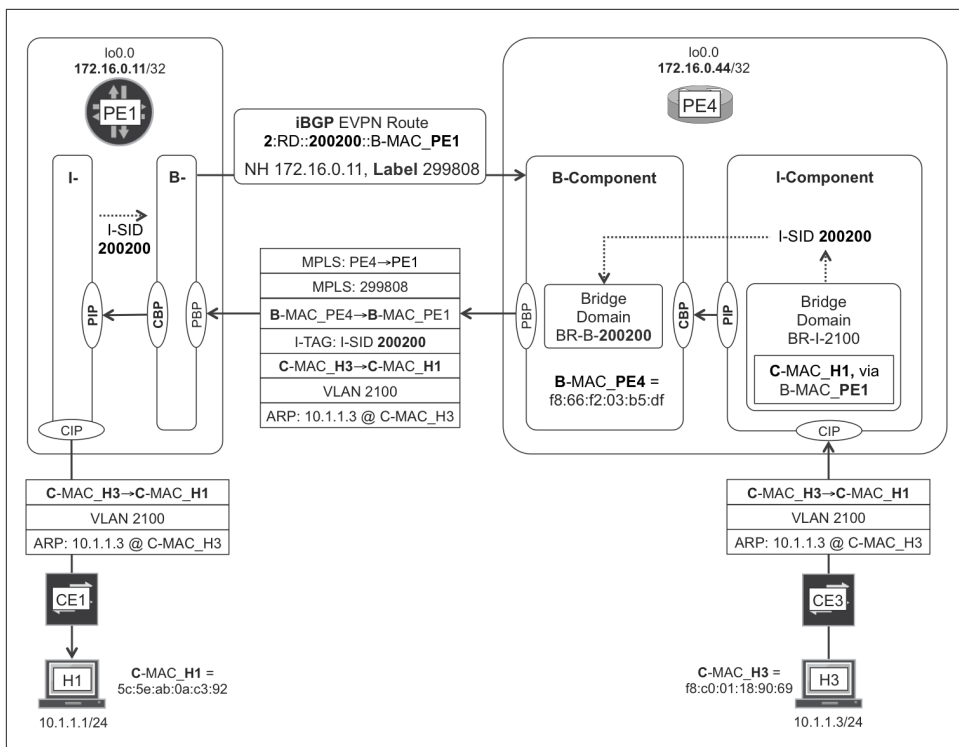 lo0.0
172.16.0.11/32
PE1
lo0.0
172.16.0.44/32
PE4
iBGP EVPN Route
2:RD::200200::B-MAC_PE1
NH 172.16.0.11, Label 299808
I-
B-
I-SID
200200
PIP
CBP
PBP
CIP
MPLS: PE4→PE1
MPLS: 299808
B-MAC_PE4→B-MAC_PE1
I-TAG: I-SID 200200
C-MAC_H3→C-MAC_H1
VLAN 2100
ARP: 10.1.1.3 @ C-MAC_H3
B-Component
PBP
Bridge
Domain
BR-B-200200
CBP
B-MAC_PE4 =
f8:66:f2:03:b5:df
I-Component
I-SID 200200
PIP
Bridge
Domain
BR-I-2100
C-MAC_H1, via
B-MAC_PE1
CIP
C-MAC_H3→C-MAC_H1
VLAN 2100
ARP: 10.1.1.3 @ C-MAC_H3
CE1
H1
C-MAC_H1 =
5c:5e:ab:0a:c3:92
10.1.1.1/24
C-MAC_H3→C-MAC_H1
VLAN 2100
ARP: 10.1.1.3 @ C-MAC_H3
CE3
C-MAC_H3 =
f8:c0:01:18:90:69
H3
10.1.1.3/24